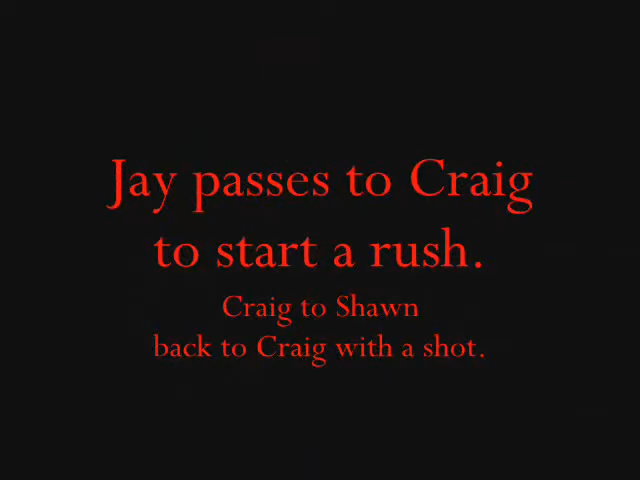 Jay passes to Craig
to start a rush.
Craig to Shawn
back to Craig with a shot.